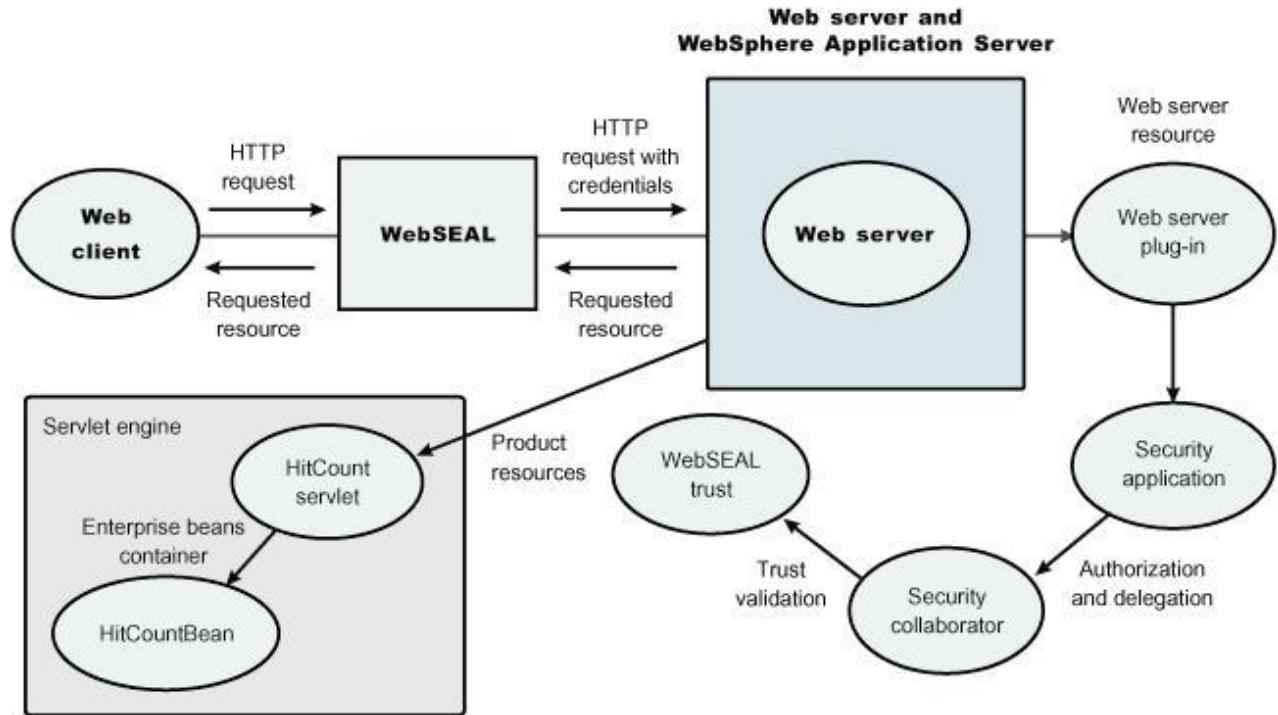 Web server and
WebSphere Application Server
Web server
resource
HTTP
request
HTTP
request with
credentials
Web
client
WebSEAL
Web server
Web server
plug-in
Requested
resource
Requested
resource
Servlet engine
HitCount
servlet
Product
resources
WebSEAL
trust
Security
application
Enterprise beans
container
Trust
validation
Authorization
and delegation
Security
collaborator
HitCountBean